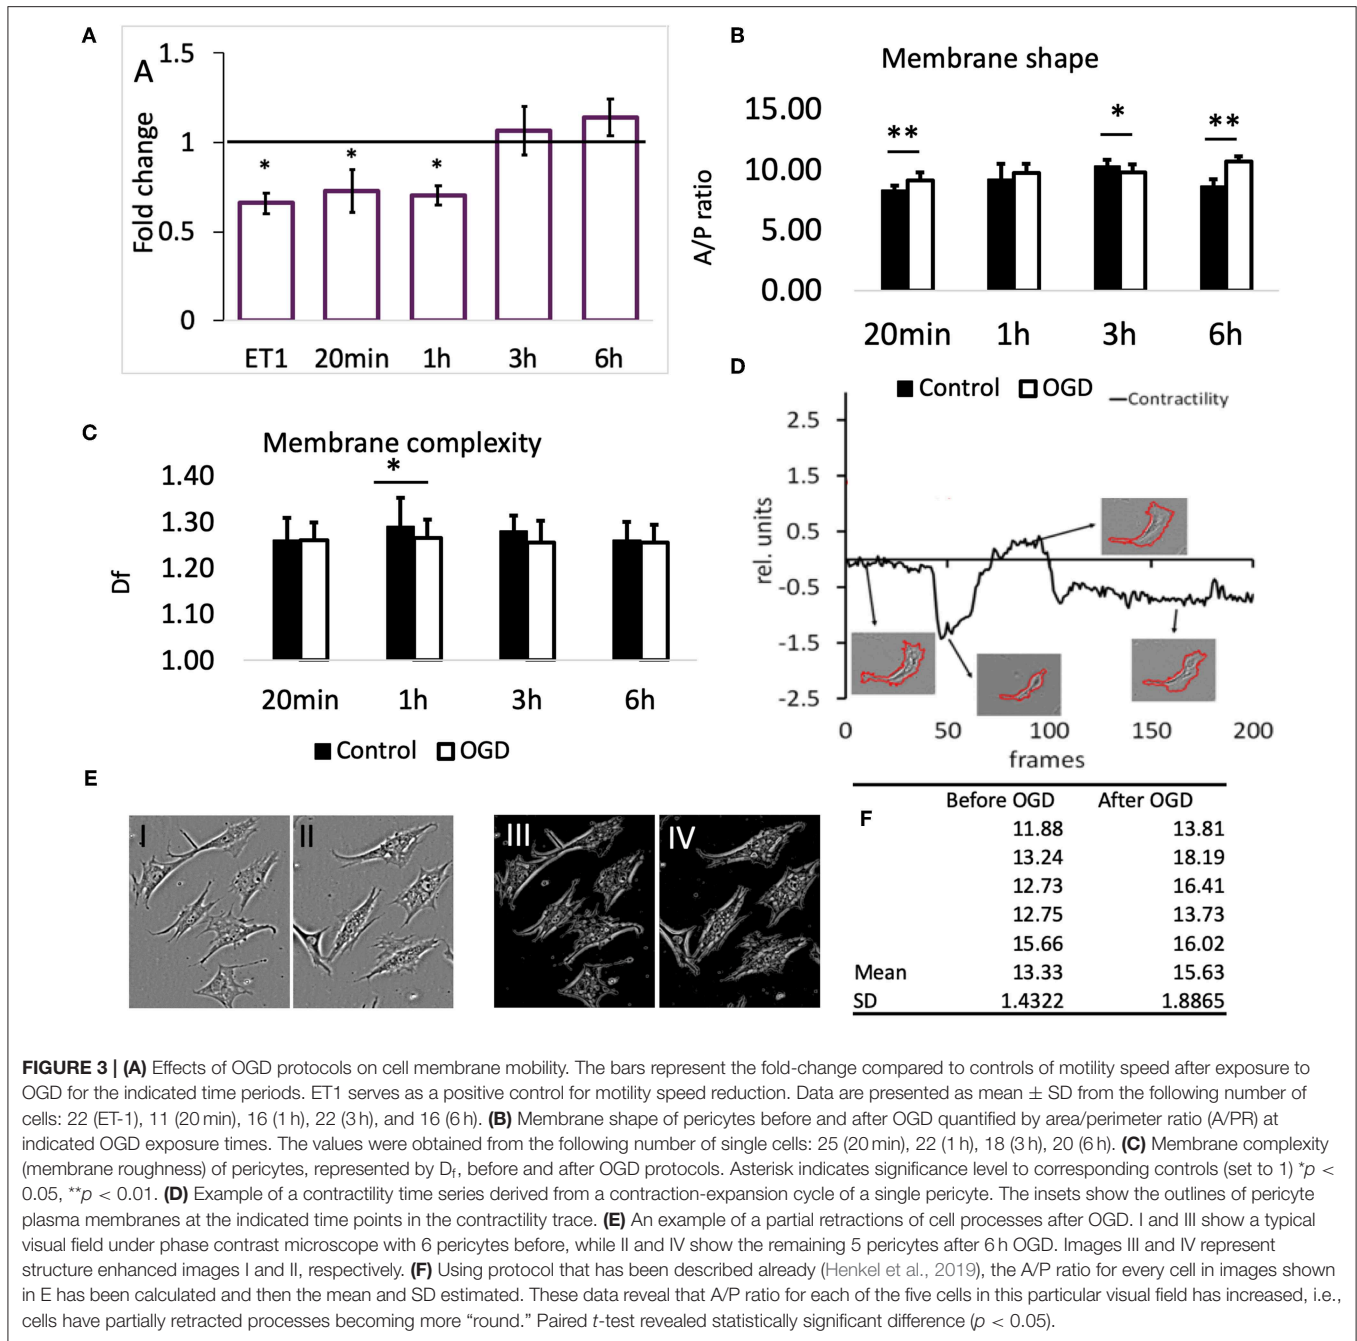 A
A
1.5
1
0.5
0
Fold change
*
*
*
ET1 20min 1h 3h 6h
B
Membrane shape
15.00
10.00
5.00
0.00
A/P ratio
**
*
**
20min 1h 3h 6h
Control OGD
C
Membrane complexity
1.40
1.30
1.20
1.10
1.00
Df
*
20min 1h 3h 6h
Control OGD
D
Contractility
2.5
1.5
0.5
-0.5
-1.5
-2.5
rel. units
0 50 100 150 200
frames
E
I
II
III
IV
F
Before OGD After OGD
11.88 13.81
13.24 18.19
12.73 16.41
12.75 13.73
15.66 16.02
Mean 13.33 15.63
SD 1.4322 1.8865
FIGURE 3 | (A) Effects of OGD protocols on cell membrane mobility. The bars represent the fold-change compared to controls of motility speed after exposure to
OGD for the indicated time periods. ET1 serves as a positive control for motility speed reduction. Data are presented as mean ± SD from the following number of
cells: 22 (ET-1), 11 (20 min), 16 (1 h), 22 (3 h), and 16 (6 h). (B) Membrane shape of pericytes before and after OGD quantified by area/perimeter ratio (A/PR) at
indicated OGD exposure times. The values were obtained from the following number of single cells: 25 (20 min), 22 (1 h), 18 (3 h), 20 (6 h). (C) Membrane complexity
(membrane roughness) of pericytes, represented by Df, before and after OGD protocols. Asterisk indicates significance level to corresponding controls (set to 1) *p <
0.05, **p < 0.01. (D) Example of a contractility time series derived from a contraction-expansion cycle of a single pericyte. The insets show the outlines of pericyte
plasma membranes at the indicated time points in the contractility trace. (E) An example of a partial retractions of cell processes after OGD. I and III show a typical
visual field under phase contrast microscope with 6 pericytes before, while II and IV show the remaining 5 pericytes after 6 h OGD. Images III and IV represent
structure enhanced images I and II, respectively. (F) Using protocol that has been described already (Henkel et al., 2019), the A/P ratio for every cell in images shown
in E has been calculated and then the mean and SD estimated. These data reveal that A/P ratio for each of the five cells in this particular visual field has increased, i.e.,
cells have partially retracted processes becoming more “round.” Paired t-test revealed statistically significant difference (p < 0.05).